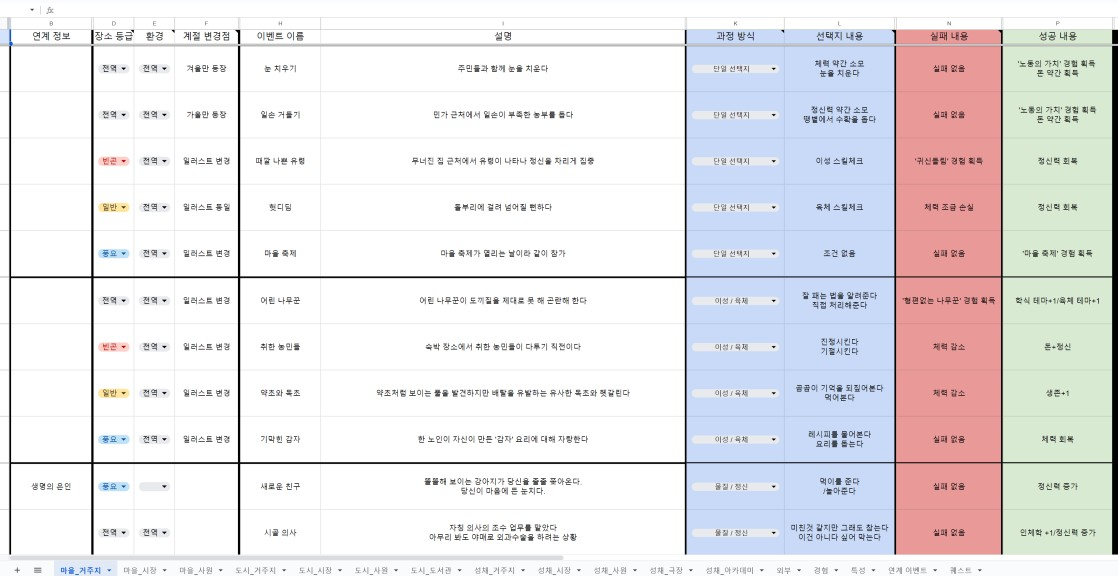 fx
B D E F H I K L N P
연계 정보 장소 등급 환경 계절 변경점 이벤트 이름 설명 과정 방식 선택지 내용 실패 내용 성공 내용
전역 전역 겨울만 등장 눈 치우기 주민들과 함께 눈을 치운다 단일 선택지 체력 약간 소모 실패 없음 '노동의 가치' 경험 획득
눈을 치운다 돈 약간 획득
전역 전역 가을만 등장 일손 거들기 민가 근처에서 일손이 부족한 농부를 돕다 단일 선택지 정신력 약간 소모 실패 없음 '노동의 가치' 경험 획득
땡볕에서 수확을 돕다 돈 약간 획득
빈곤 전역 일러스트 변경 때깔 나쁜 유령 무너진 집 근처에서 유령이 나타나 정신을 차리게 집중 단일 선택지 이성 스킬체크 '귀신들림' 경험 획득 정신력 회복
일반 전역 일러스트 동일 헛디딤 돌부리에 걸려 넘어질 뻔하다 단일 선택지 육체 스킬체크 체력 조금 손실 정신력 회복
풍요 전역 일러스트 변경 마을 축제 마을 축제가 열리는 날이라 같이 참가 단일 선택지 조건 없음 실패 없음 '마을 축제' 경험 획득
전역 전역 일러스트 변경 어린 나무꾼 어린 나무꾼이 도끼질을 제대로 못 해 곤란해 한다 이성 / 육체 잘 패는 법을 알려준다 '형편없는 나무꾼' 경험 획득 학식 테마+1/육체 테마+1
직접 처리해준다
빈곤 전역 일러스트 변경 취한 농민들 숙박 장소에서 취한 농민들이 다투기 직전이다 이성 / 육체 진정시킨다 체력 감소 돈+정신
기절시킨다
일반 전역 일러스트 변경 약초와 독초 약초처럼 보이는 풀을 발견하지만 배탈을 유발하는 유사한 독초와 헷갈린다 이성 / 육체 곰곰이 기억을 되짚어본다 체력 감소 생존+1
먹어본다
풍요 전역 일러스트 변경 기막힌 감자 한 노인이 자신이 만든 '감자' 요리에 대해 자랑한다 이성 / 육체 레시피를 물어본다 실패 없음 체력 회복
요리를 돕는다
생명의 은인 풍요 새로운 친구 똘똘해 보이는 강아지가 당신을 졸졸 쫓아온다. 물질 / 정신 먹이를 준다 실패 없음 정신력 증가
당신이 마음에 든 눈치다. /놓아준다
전역 전역 시골 의사 자칭 의사의 조수 업무를 맡았다 물질 / 정신 미친것 같지만 그래도 참는다 실패 없음 인체학 +1/정신력 증가
아무리 봐도 야매로 외과수술을 하려는 상황 이건 아니다 싶어 막는다
마을_거주지 마을_시장 마을_사원 도시_거주지 도시_시장 도시_사원 도시_도서관 성채_거주지 성채_시장 성채_사원 성채_극장 성채_아카데미 외부 경험 특성 연계 이벤트 퀘스트